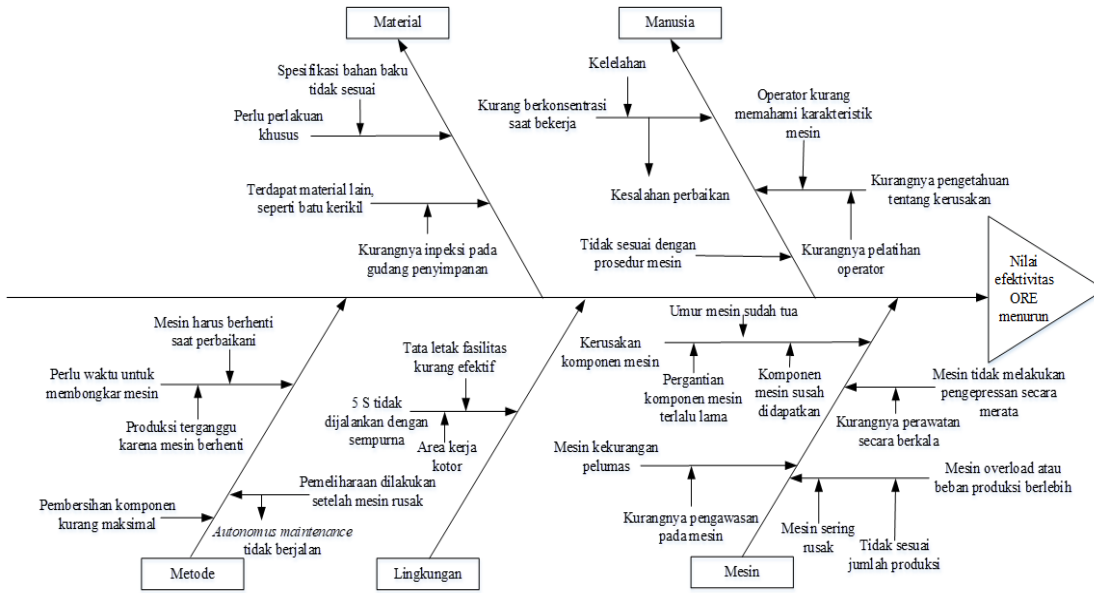 Material
Manusia
Spesifikasi bahan baku
tidak sesuai
Perlu perlakuan
khusus
Terdapat material lain,
seperti batu kerikil
Kurangnya inpeksi pada
gudang penyimpanan
Kelelahan
Kurang berkonsentrasi
saat bekerja
Kesalahan perbaikan
Operator kurang
memahami karakteristik
mesin
Kurangnya pengetahuan
tentang kerusakan
Kurangnya pelatihan
operator
Tidak sesuai dengan
prosedur mesin
Nilai
efektivitas
ORE
menurun
Mesin harus berhenti
saat perbaikani
Perlu waktu untuk
membongkar mesin
Produksi terganggu
karena mesin berhenti
Pemeliharaan dilakukan
setelah mesin rusak
Pembersihan komponen
kurang maksimal
Autonomus maintenance
tidak berjalan
Tata letak fasilitas
kurang efektif
5 S tidak
dijalankan dengan
sempurna
Area kerja
kotor
Umur mesin sudah tua
Kerusakan
komponen mesin
Pergantian
komponen mesin
terlalu lama
Komponen
mesin susah
didapatkan
Mesin tidak melakukan
pengepressan secara
merata
Kurangnya perawatan
secara berkala
Mesin kekurangan
pelumas
Kurangnya pengawasan
pada mesin
Mesin overload atau
beban produksi berlebih
Mesin sering
rusak
Tidak sesuai
jumlah produksi
Metode
Lingkungan
Mesin